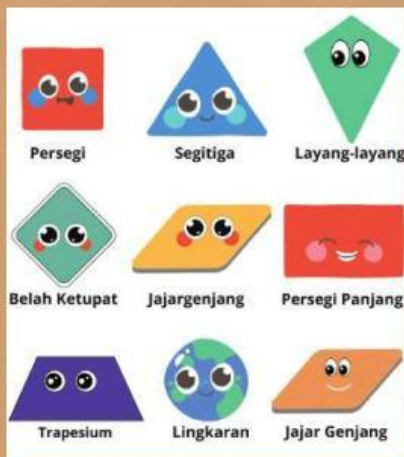 Persegi
Segitiga
Layang-layang
Belah Ketupat
Jajargenjang
Persegi Panjang
Trapesium
Lingkaran
Jajar Genjang